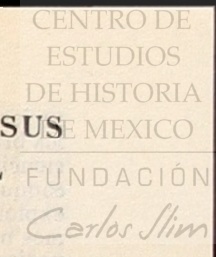 CENTRO DE
ESTUDIOS
DE HISTORIA
SUS DE MEXICO
FUNDACIÓN
Carlos Slim